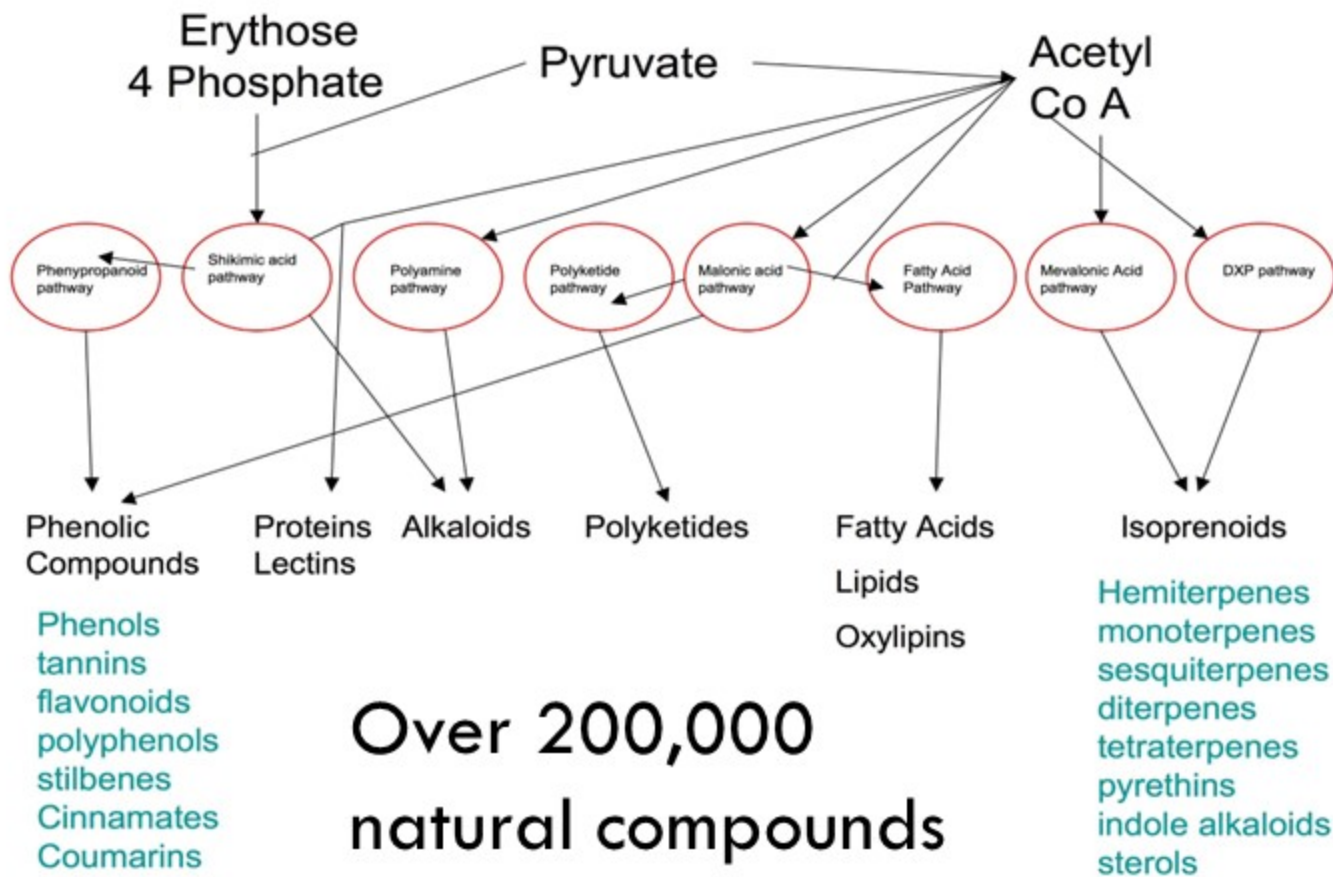 Erythose
4 Phosphate
Pyruvate
Acetyl
Co A
Phenypropanoid
pathway
Shikimic acid
pathway
Polyamine
pathway
Polyketide
pathway
Malonic acid
pathway
Fatty Acid
Pathway
Mevalonic Acid
pathway
DXP pathway
Phenolic
Compounds
Proteins
Lectins
Alkaloids
Polyketides
Fatty Acids
Lipids
Oxylipins
Isoprenoids
Phenols
tannins
flavonoids
polyphenols
stilbenes
Cinnamates
Coumarins
Over 200,000
natural compounds
Hemiterpenes
monoterpenes
sesquiterpenes
diterpenes
tetraterpenes
pyrethins
indole alkaloids
sterols